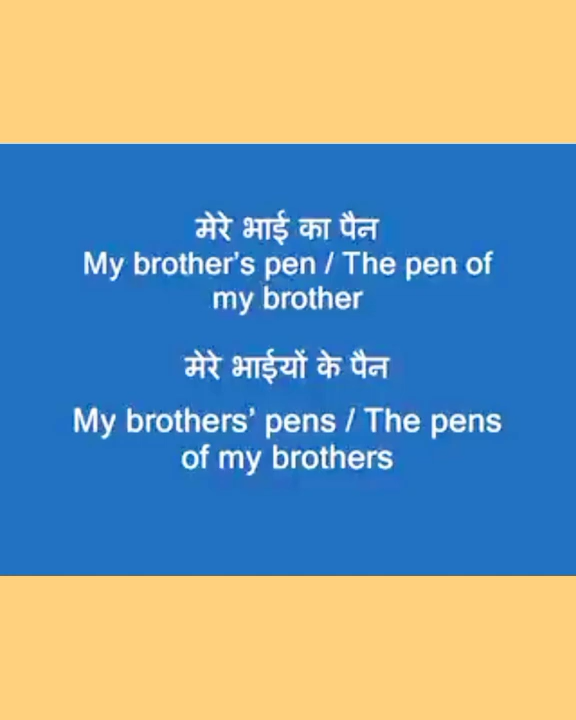 मेरे भाई का पैन
My brother's pen / The pen of
my brother
मेरे भाईयों के पैन
My brothers' pens / The pens
of my brothers